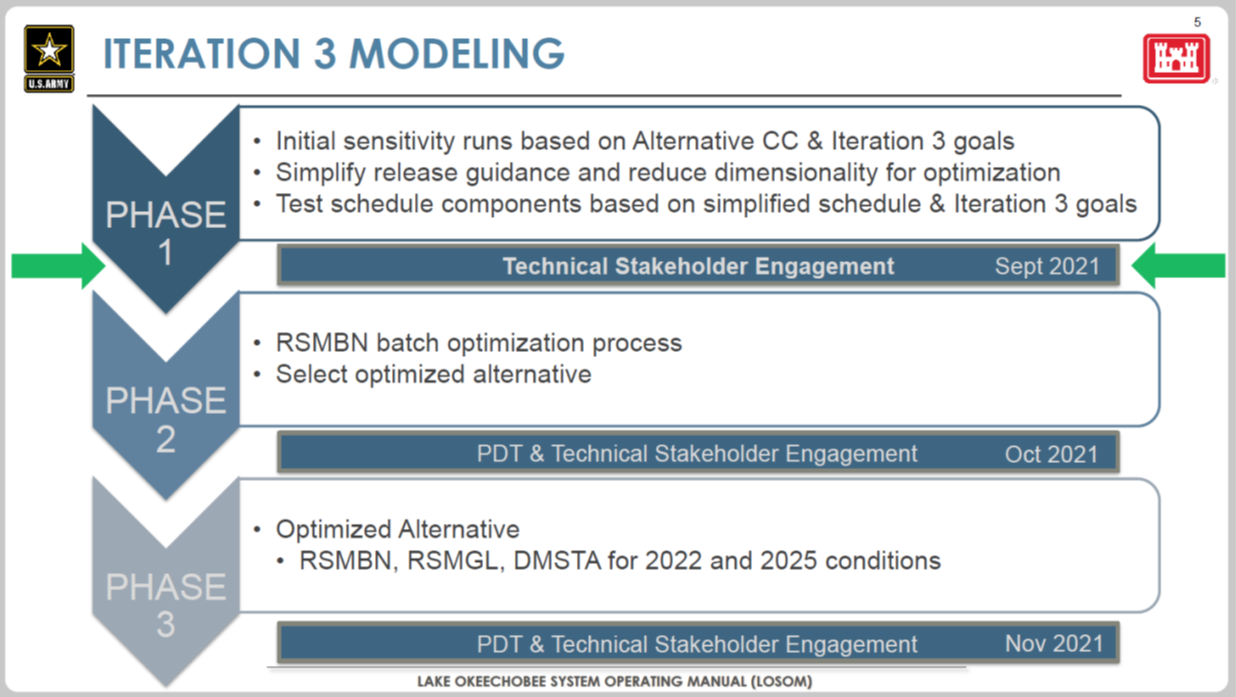 5
U.S.ARMY
ITERATION 3 MODELING
PHASE
1
• Initial sensitivity runs based on Alternative CC & Iteration 3 goals
• Simplify release guidance and reduce dimensionality for optimization
• Test schedule components based on simplified schedule & Iteration 3 goals
Technical Stakeholder Engagement Sept 2021
PHASE
2
• RSMBN batch optimization process
• Select optimized alternative
PDT & Technical Stakeholder Engagement Oct 2021
PHASE
3
• Optimized Alternative
• RSMBN, RSMGL, DMSTA for 2022 and 2025 conditions
PDT & Technical Stakeholder Engagement Nov 2021
LAKE OKEECHOBEE SYSTEM OPERATING MANUAL (LOSOM)